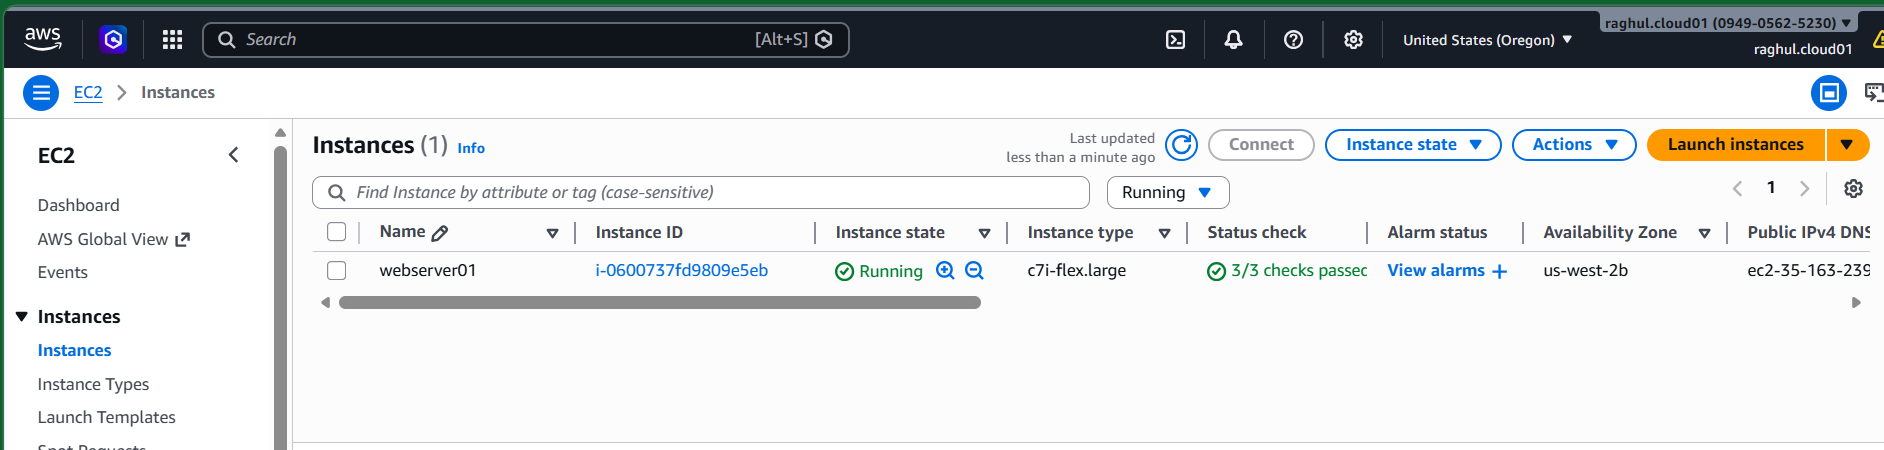 aws
Search [Alt+S]
United States (Oregon)
raghul.cloud01 (0949-0562-5230)
raghul.cloud01
EC2 Instances
EC2
Dashboard
AWS Global View
Events
Instances
Instances
Instance Types
Launch Templates
Spot Requests
Instances (1) Info
Last updated
less than a minute ago
Connect
Instance state
Actions
Launch instances
Find Instance by attribute or tag (case-sensitive)
Running
1
Name Instance ID Instance state Instance type Status check Alarm status Availability Zone Public IPv4 DNS
webserver01 i-0600737fd9809e5eb Running c7i-flex.large 3/3 checks passed View alarms + us-west-2b ec2-35-163-239